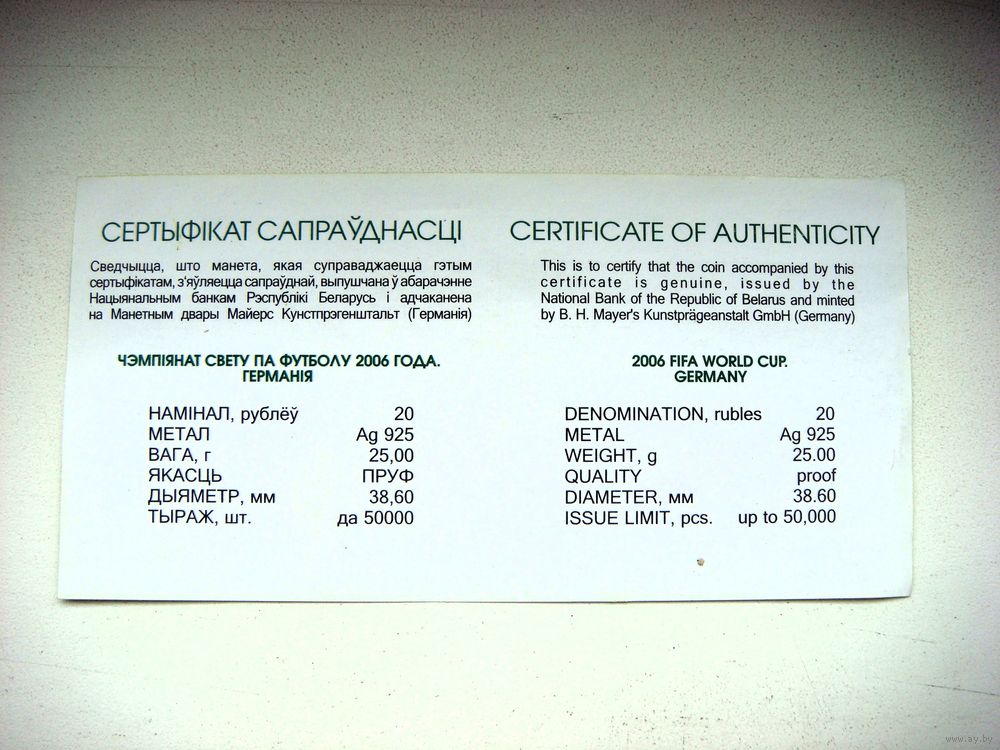 СЕРТЫФІКАТ САПРАЎДНАСЦІ
Сведчыцца, што манета, якая суправаджаецца гэтым
сертыфікатам, з'яўляецца сапраўднай, выпушчана ў абарачэнне
Нацыянальным банкам Рэспублікі Беларусь і адчаканена
на Манетным двары Майерс Кунстпрэгенштальт (Германія)
ЧЭМПІЯНАТ СВЕТУ ПА ФУТБОЛУ 2006 ГОДА.
ГЕРМАНІЯ
НАМІНАЛ, рублёў 20
МЕТАЛ Ag 925
ВАГА, г 25,00
ЯКАСЦЬ ПРУФ
ДЫЯМЕТР, мм 38,60
ТЫРАЖ, шт. да 50000
CERTIFICATE OF AUTHENTICITY
This is to certify that the coin accompanied by this
certificate is genuine, issued by the
National Bank of the Republic of Belarus and minted
by B. H. Mayer's Kunstprägeanstalt GmbH (Germany)
2006 FIFA WORLD CUP.
GERMANY
DENOMINATION, rubles 20
METAL Ag 925
WEIGHT, g 25.00
QUALITY proof
DIAMETER, мм 38.60
ISSUE LIMIT, pcs. up to 50,000
www.ay.by